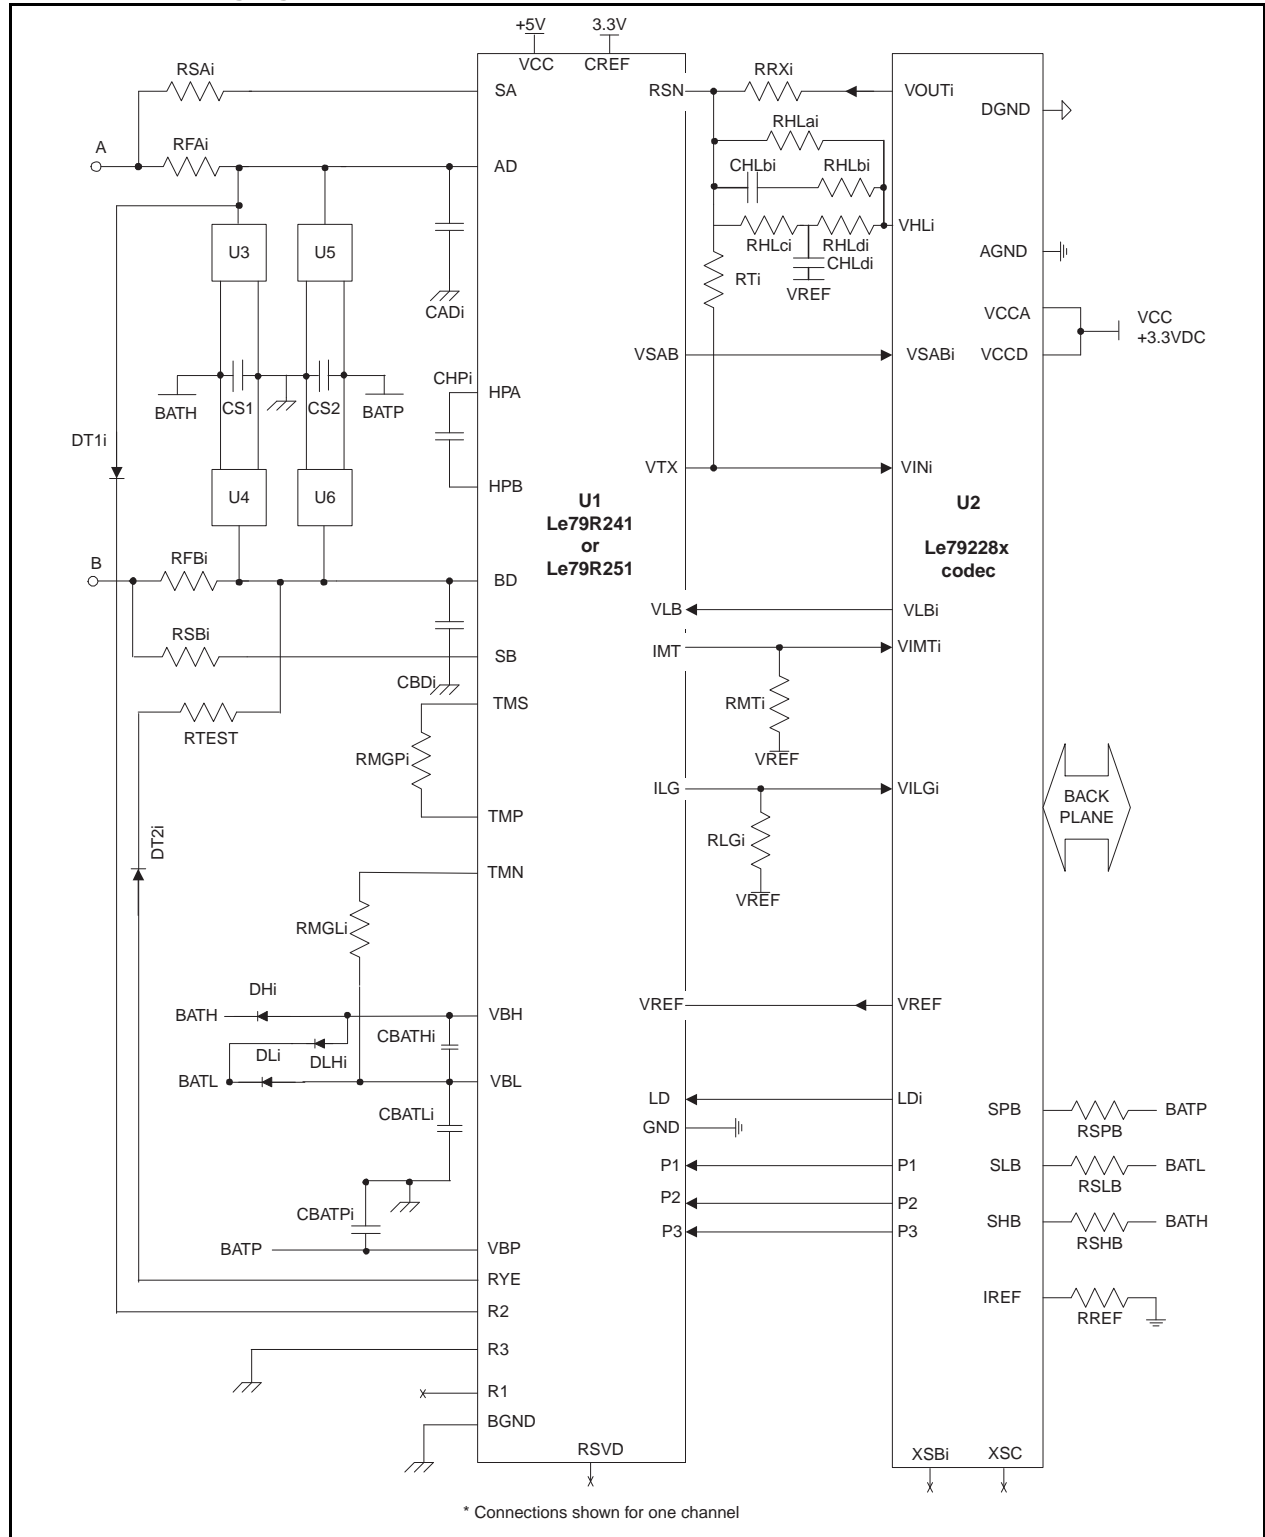 +5V
3.3V
VCC
CREF
RSAi
SA
RSN
RRXi
VOUTi
DGND
A
RFAi
AD
RHLai
CHLbi
RHLbi
VHLi
U3
U5
RHLci
RHLdi
CHLdi
AGND
RTi
VREF
CADi
VCCA
VCC
+3.3VDC
VCCD
VSAB
VSABi
CHPi
HPA
BATH
CS1
CS2
BATP
DT1i
VTX
VINi
HPB
U4
U6
U1
Le79R241
or
Le79R251
U2
Le79228x
codec
B
RFBi
BD
VLB
VLBi
RSBi
SB
IMT
VIMTi
CBDi
TMS
RMTi
RTEST
VREF
RMGPi
ILG
VILGi
BACK
PLANE
TMP
DT2i
RLGi
TMN
VREF
RMGLi
DHi
BATH
VBH
VREF
VREF
CBATHi
DLi
DLHi
BATL
VBL
LD
LDi
SPB
BATP
CBATLi
GND
RSPB
P1
P1
SLB
BATL
RSLB
P2
P2
CBATPi
SHB
BATH
P3
P3
RSHB
BATP
VBP
RYE
IREF
R2
RREF
R3
R1
BGND
RSVD
XSBi
XSC
* Connections shown for one channel